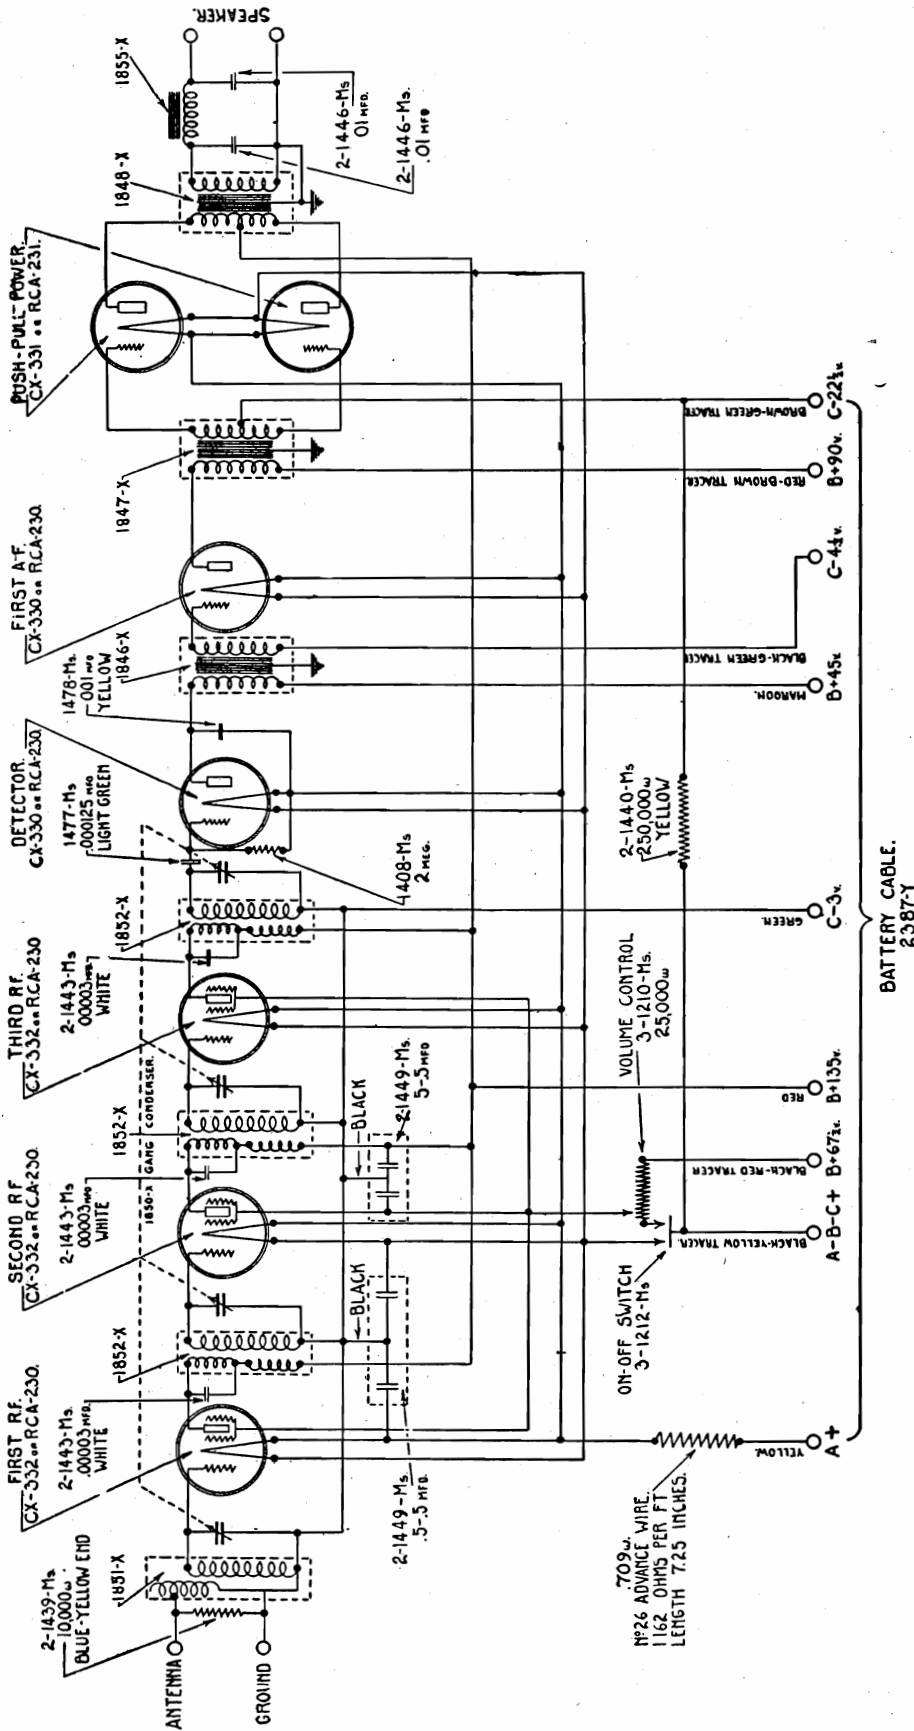 FIRST R.F.
CX-332 OR RCA-230.
SECOND RF
CX-332 OR RCA-230.
THIRD RF.
CX-332 OR RCA-230
DETECTOR.
CX-330 OR RCA-230.
FIRST A-F.
CX-330 OR RCA-230.
PUSH-PULL POWER.
CX-331 OR RCA-231.
2-1439-Ms
10,000ω.
BLUE-YELLOW END
1851-X
2-1443-Ms.
.00003 MFD.
WHITE
1852-X
2-1443-Ms
00003 MFD
WHITE
1850-X GANG CONDENSER.
1852-X
2-1443-Ms
00003 MFD
WHITE
1852-X
1477-Ms
.000125 MFD
LIGHT GREEN
1478-Ms.
.001 MFD
YELLOW
1846-X
1847-X
1848-X
1855-X
SPEAKER.
2-1446-Ms
01 MFD.
2-1446-Ms.
.01 MFD
ANTENNA
GROUND
BLACK
2-1449-Ms.
.5-.5 MFD.
BLACK
2-1449-Ms.
5-.5 MFD
4408-Ms
2 MEG.
VOLUME CONTROL
3-1210-Ms.
25,000ω
2-1440-Ms
250,000ω
YELLOW
ON-OFF SWITCH
3-1212-Ms
.709ω.
Nº26 ADVANCE WIRE.
1162 OHMS PER FT
LENGTH 7.25 INCHES.
YELLOW.
A+
BLACK-YELLOW TRACER.
A-B-C+
BLACK-RED TRACER
B+67½v.
RED
B+135v.
GREEN.
C-3v.
MAROON.
B+45v
BLACK-GREEN TRACER
C-4½v.
RED-BROWN TRACER
B+90v.
BROWN-GREEN TRACER
C-22½v.
BATTERY CABLE.
2387-Y